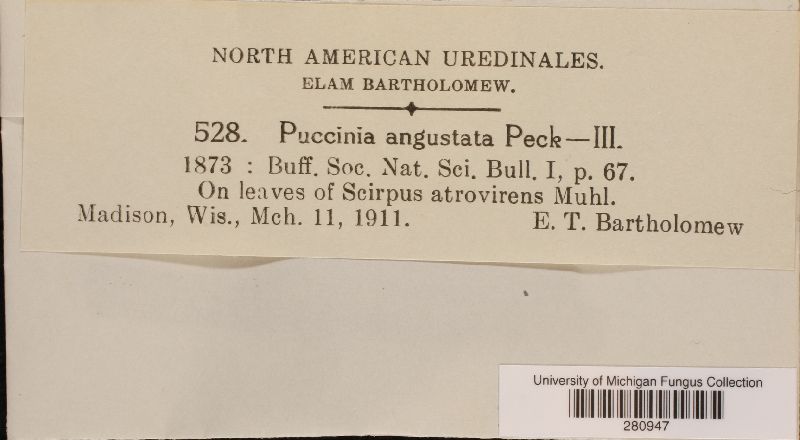 NORTH AMERICAN UREDINALES.
ELAM BARTHOLOMEW.
528. Puccinia angustata Peck—III.
1873 : Buff. Soc. Nat. Sci. Bull. I, p. 67.
On leaves of Scirpus atrovirens Muhl.
Madison, Wis., Mch. 11, 1911. E. T. Bartholomew
University of Michigan Fungus Collection
280947